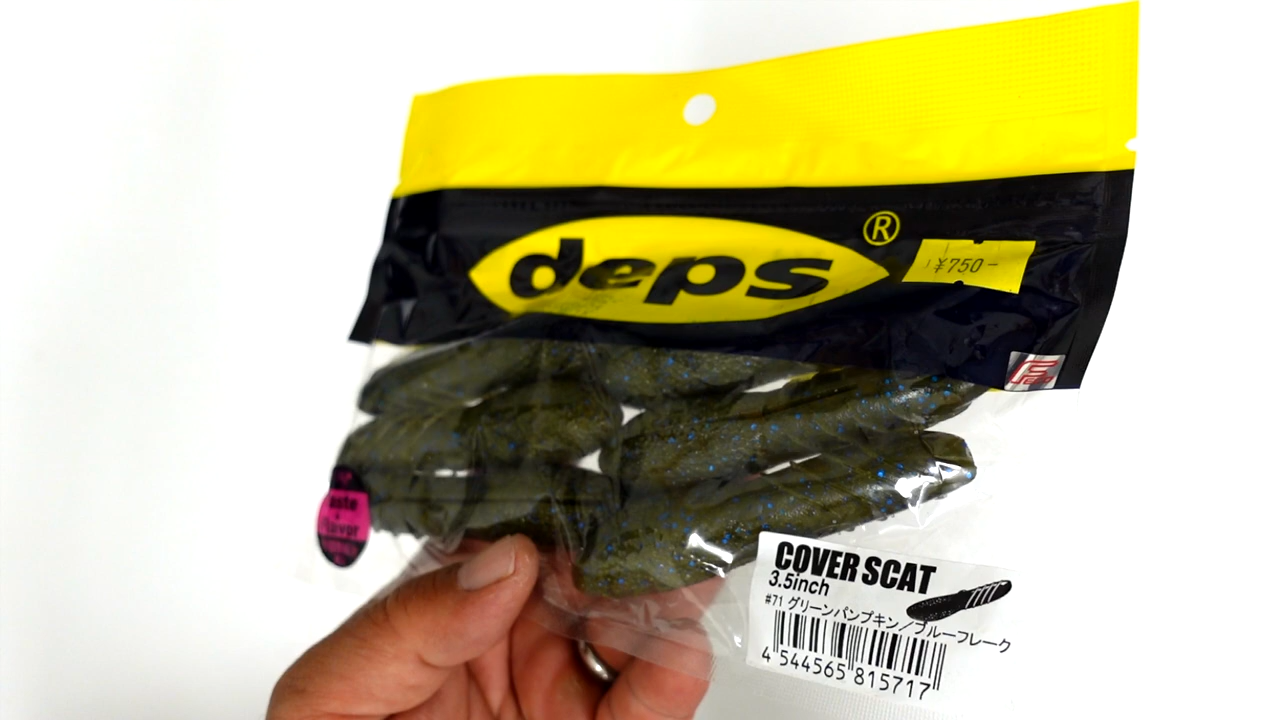 deps®
¥750-
aste
+
COVER SCAT
3.5inch
#71 グリーンパンプキン／ブルーフレーク
4 544565 815717